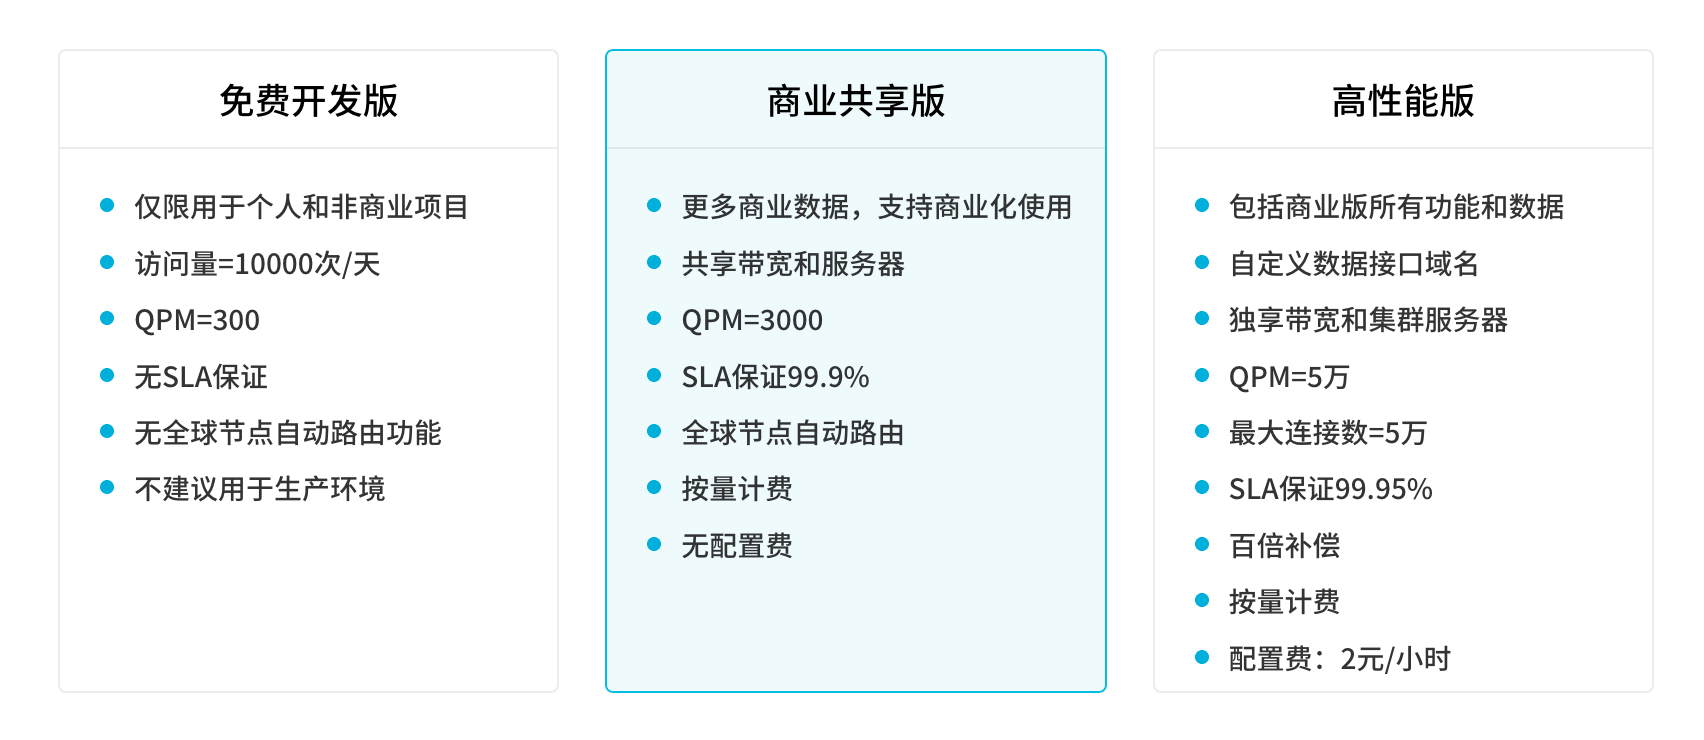 免费开发版
仅限用于个人和非商业项目
访问量=10000次/天
QPM=300
无SLA保证
无全球节点自动路由功能
不建议用于生产环境
商业共享版
更多商业数据，支持商业化使用
共享带宽和服务器
QPM=3000
SLA保证99.9%
全球节点自动路由
按量计费
无配置费
高性能版
包括商业版所有功能和数据
自定义数据接口域名
独享带宽和集群服务器
QPM=5万
最大连接数=5万
SLA保证99.95%
百倍补偿
按量计费
配置费：2元/小时